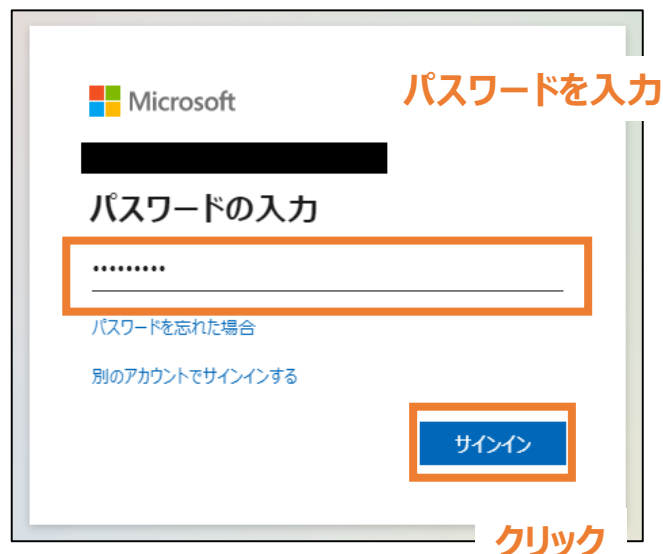 Microsoft
パスワードを入力
パスワードの入力
•••••••••
パスワードを忘れた場合
別のアカウントでサインインする
サインイン
クリック